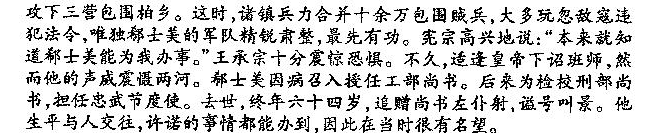 攻下三营包围柏乡。这时,诸镇兵力合并十余万包围贼兵,大多玩忽敌寇违
犯法令,唯独郗士美的军队精锐肃整,最先有功。宪宗高兴地说:“本来就知
道郗士美能为我办事。”王承宗十分震惊恐惧。不久,适逢皇帝下诏班师,然
而他的声威震慑两河。郗士美因病召入授任工部尚书。后来为检校刑部尚
书,担任忠武节度使。去世,终年六十四岁,追赠尚书左仆射,谥号叫景。他
生平与人交往,许诺的事情都能办到,因此在当时很有名望。